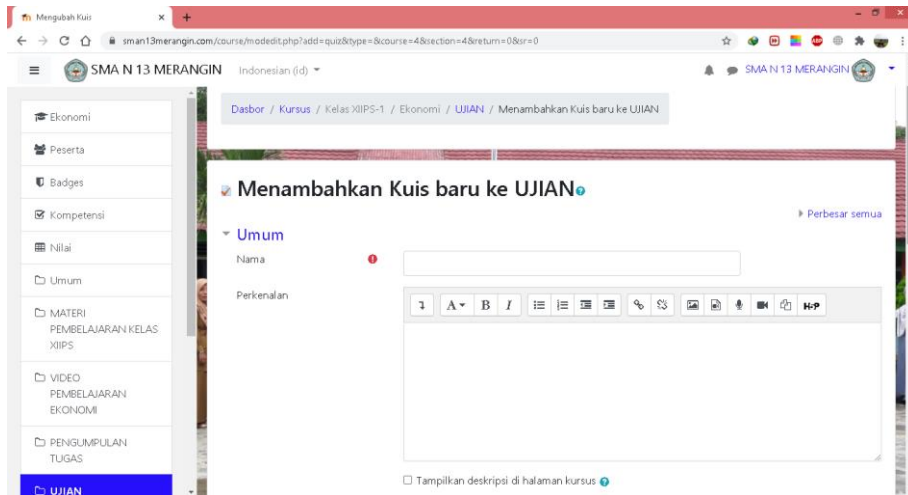 Mengubah Kuis
sman13merangin.com/course/modedit.php?add=quiz&type=&course=4&section=4&return=0&sr=0
SMA N 13 MERANGIN
Indonesian (id)
SMA N 13 MERANGIN
Ekonomi
Peserta
Badges
Kompetensi
Nilai
Umum
MATERI
PEMBELAJARAN KELAS
XIIPS
VIDEO
PEMBELAJARAN
EKONOMI
PENGUMPULAN
TUGAS
UJIAN
Dasbor / Kursus / Kelas XIIPS-1 / Ekonomi / UJIAN / Menambahkan Kuis baru ke UJIAN
Menambahkan Kuis baru ke UJIAN
Perbesar semua
Umum
Nama
Perkenalan
A B I H-P
Tampilkan deskripsi di halaman kursus